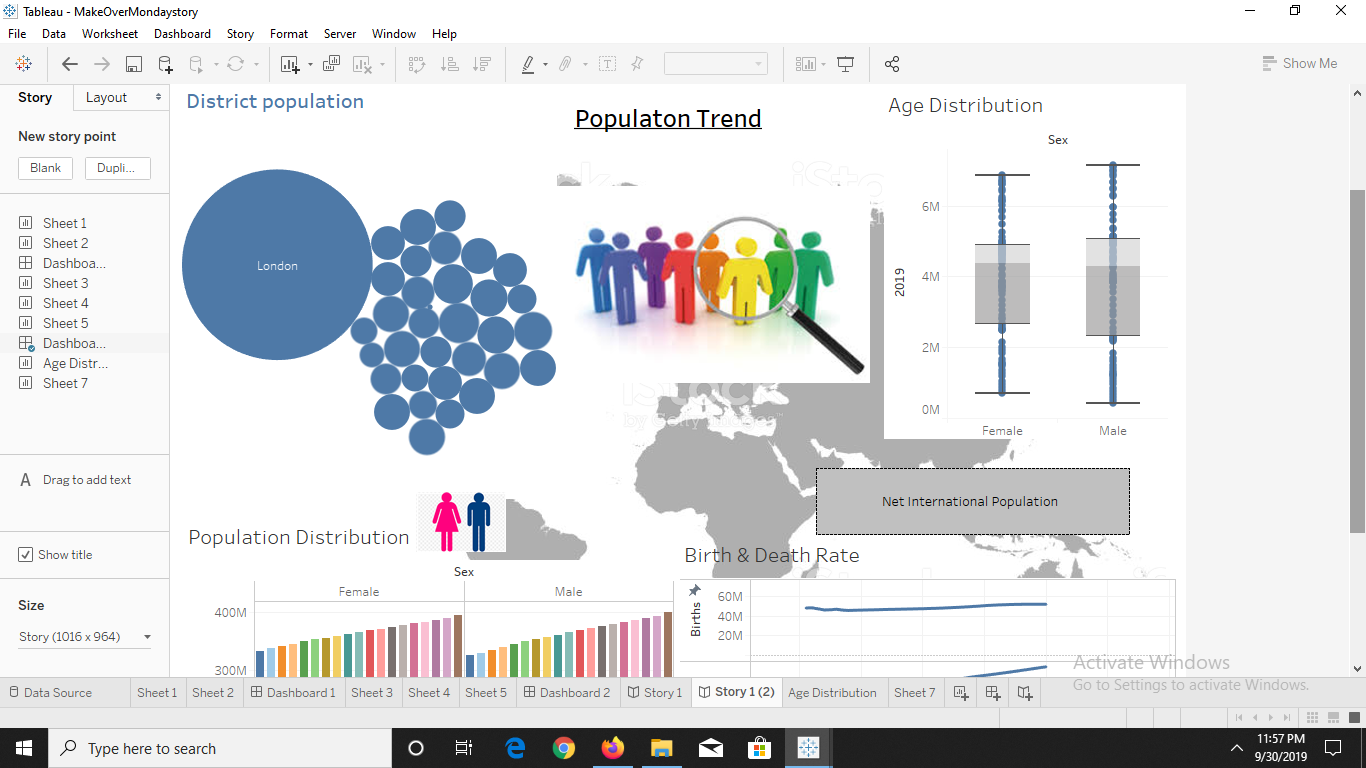 Tableau - MakeOverMondaystory
File Data Worksheet Dashboard Story Format Server Window Help
Show Me
Story Layout
New story point
Blank Dupli...
Sheet 1
Sheet 2
Dashboa...
Sheet 3
Sheet 4
Sheet 5
Dashboa...
Age Distr...
Sheet 7
A Drag to add text
Show title
Size
Story (1016 x 964)
District population
London
Populaton Trend
iStock
by Getty Images™
Age Distribution
Sex
2019
6M
4M
2M
0M
Female Male
Net International Population
Population Distribution
Sex
Female Male
400M
300M
Birth & Death Rate
Births
60M
40M
20M
Activate Windows
Go to Settings to activate Windows.
Data Source Sheet 1 Sheet 2 Dashboard 1 Sheet 3 Sheet 4 Sheet 5 Dashboard 2 Story 1 Story 1 (2) Age Distribution Sheet 7
Type here to search
11:57 PM
9/30/2019